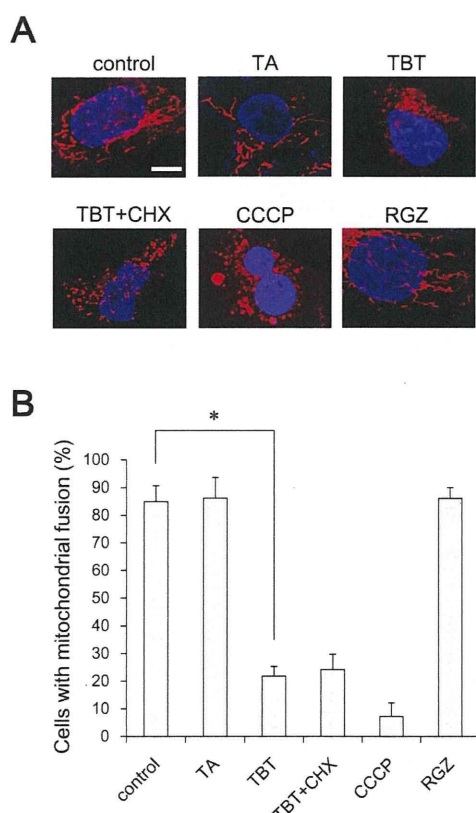 A
control
TA
TBT
TBT+CHX
CCCP
RGZ
B
*
Cells with mitochondrial fusion (%)
100
90
80
70
60
50
40
30
20
10
0
control
TA
TBT
TBT+CHX
CCCP
RGZ